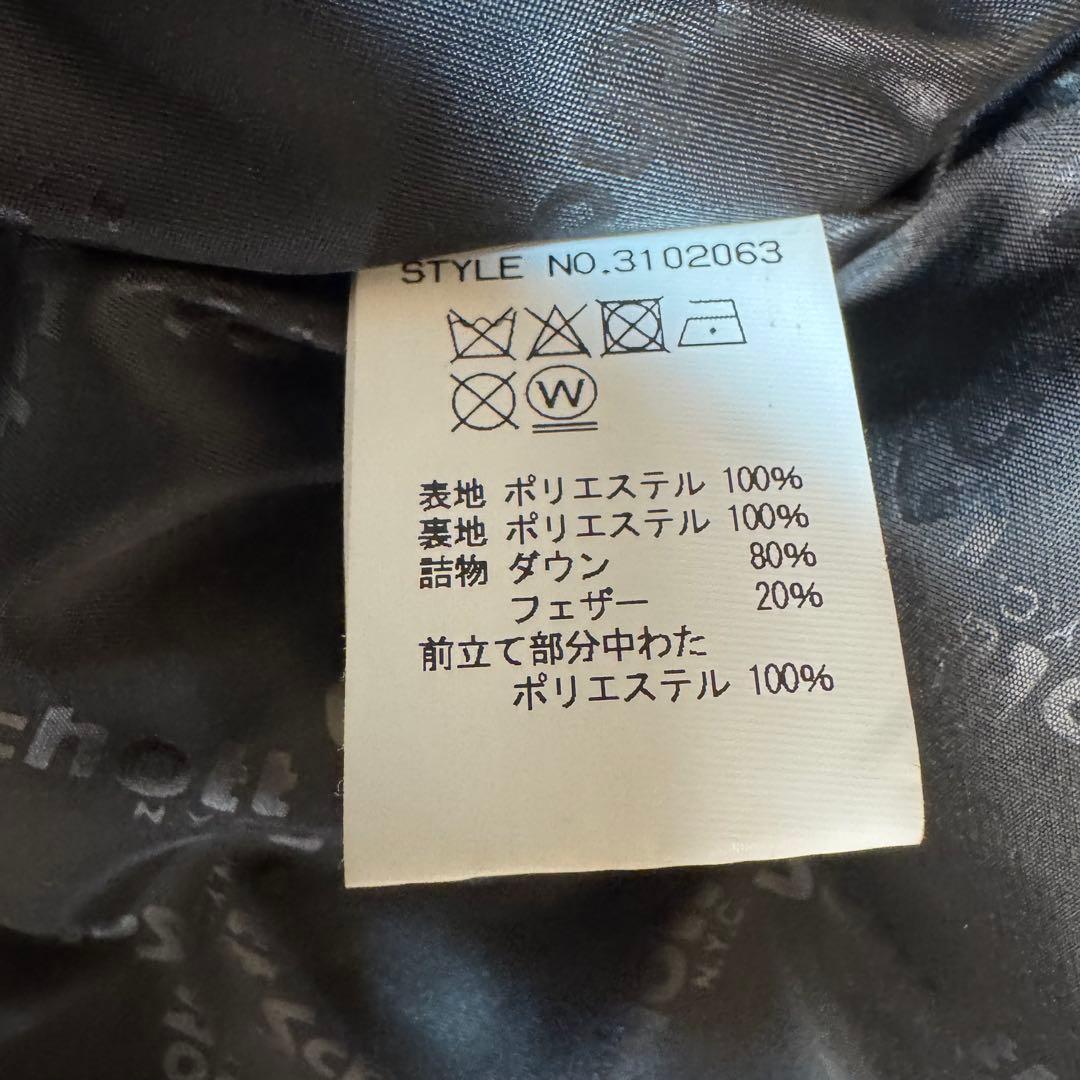 STYLE NO.3102063
W
表地 ポリエステル 100%
裏地 ポリエステル 100%
詰物 ダウン 80%
フェザー 20%
前立て部分中わた
ポリエステル 100%